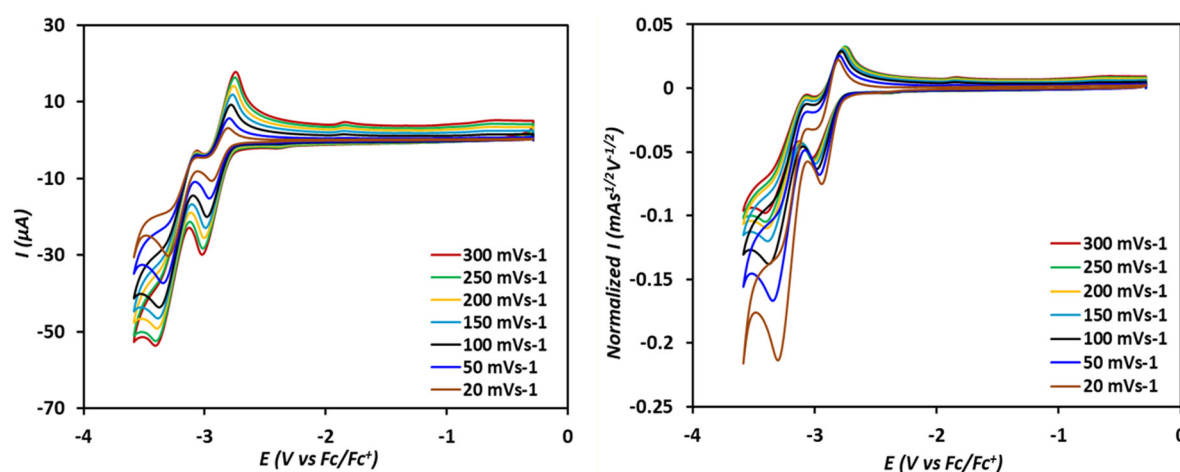 30
10
-10
-30
-50
-70
I (µA)
300 mVs-1
250 mVs-1
200 mVs-1
150 mVs-1
100 mVs-1
50 mVs-1
20 mVs-1
-4
-3
-2
-1
0
E (V vs Fc/Fc⁺)
0.05
0
-0.05
-0.1
-0.15
-0.2
-0.25
Normalized I (mAs¹/²V⁻¹/²)
300 mVs-1
250 mVs-1
200 mVs-1
150 mVs-1
100 mVs-1
50 mVs-1
20 mVs-1
-4
-3
-2
-1
0
E (V vs Fc/Fc⁺)